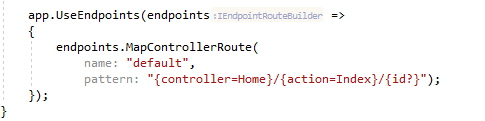 app.UseEndpoints(endpoints :IEndpointRouteBuilder =>
{
endpoints.MapControllerRoute(
name: "default",
pattern: "{controller=Home}/{action=Index}/{id?}");
});
}